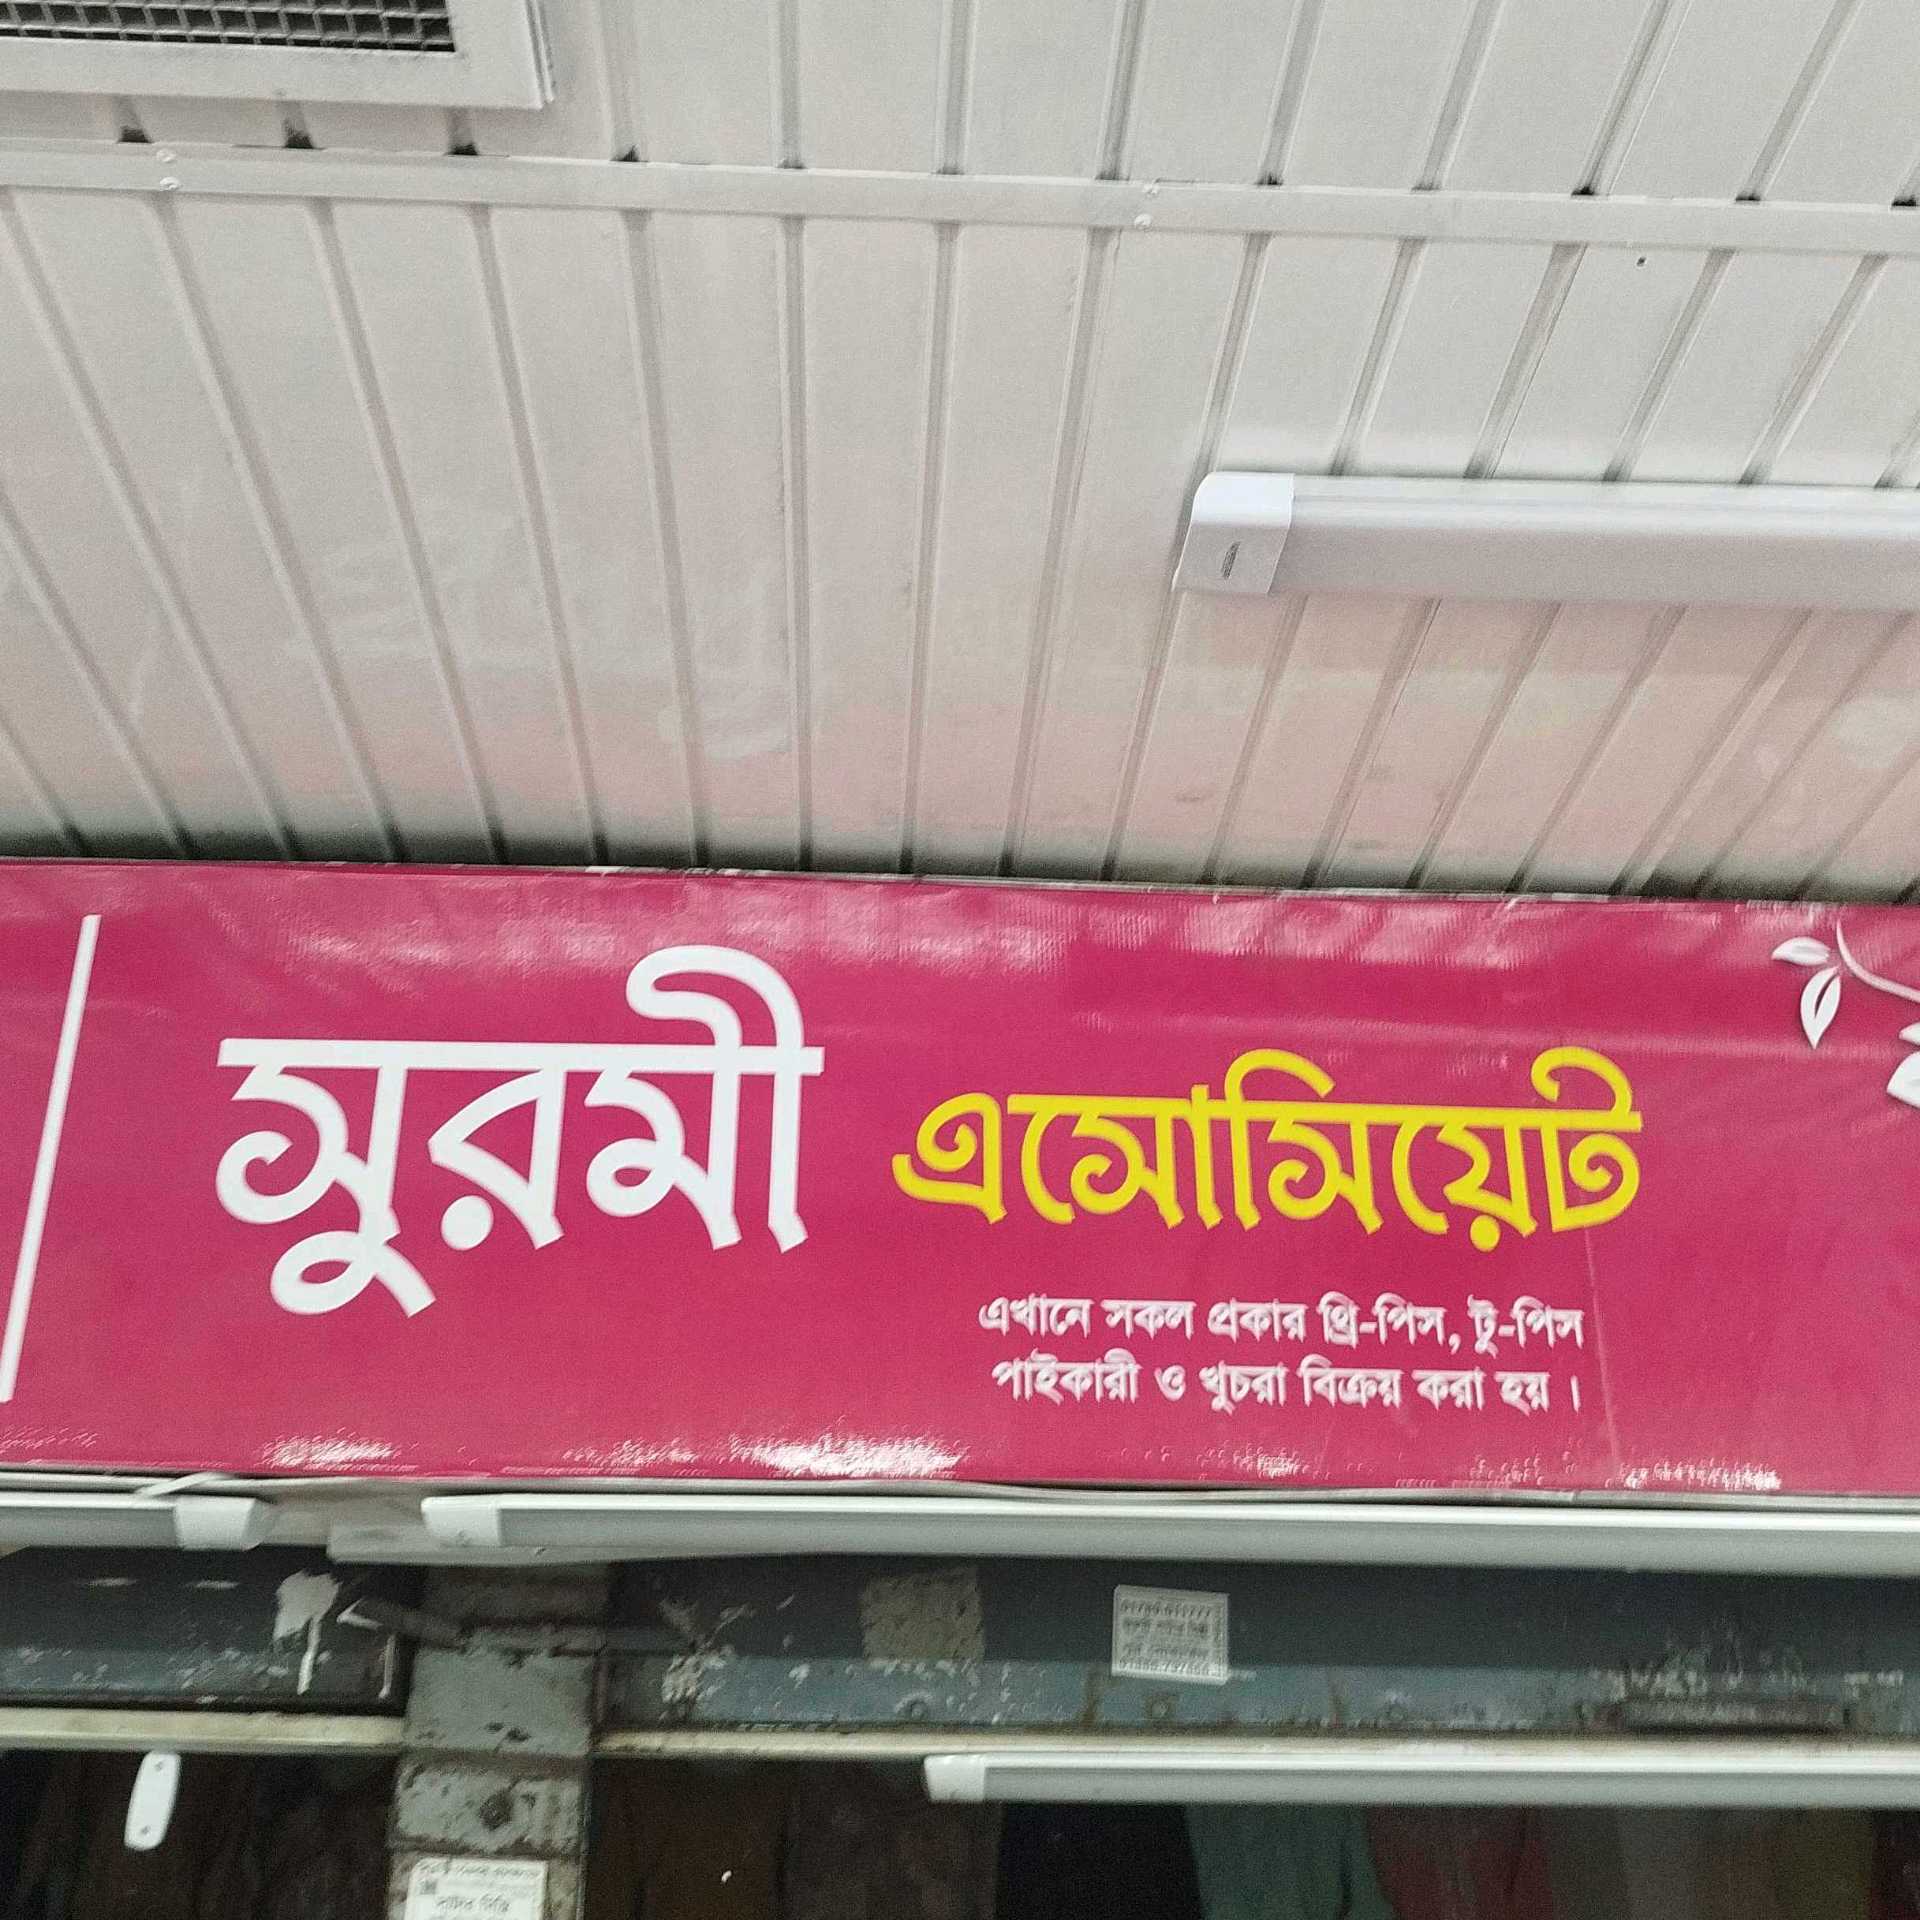 সুরমী এসোসিয়েট
এখানে সকল প্রকার থ্রি-পিস, টু-পিস
পাইকারী ও খুচরা বিক্রয় করা হয়।